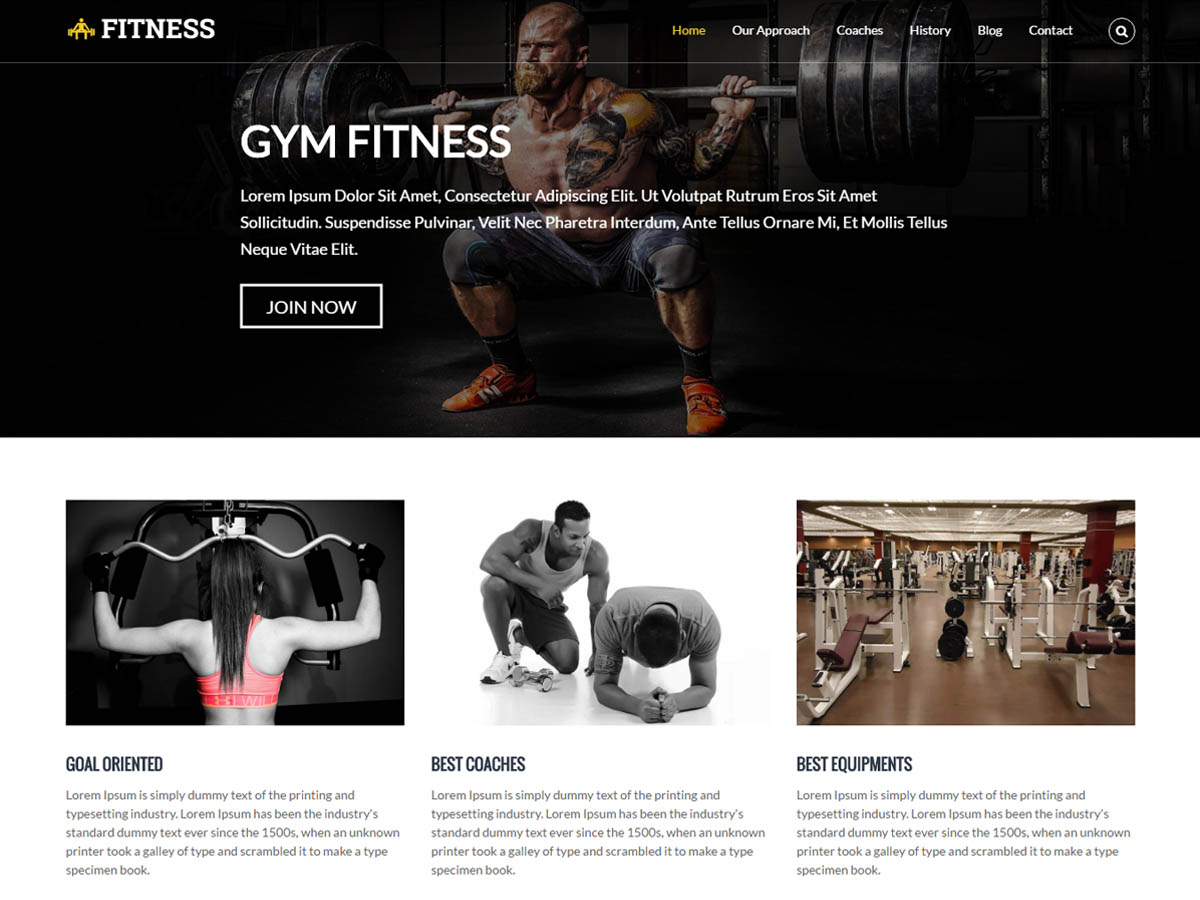 FITNESS
Home Our Approach Coaches History Blog Contact
GYM FITNESS
Lorem Ipsum Dolor Sit Amet, Consectetur Adipiscing Elit. Ut Volutpat Rutrum Eros Sit Amet
Sollicitudin. Suspendisse Pulvinar, Velit Nec Pharetra Interdum, Ante Tellus Ornare Mi, Et Mollis Tellus
Neque Vitae Elit.
JOIN NOW
GOAL ORIENTED
Lorem Ipsum is simply dummy text of the printing and
typesetting industry. Lorem Ipsum has been the industry's
standard dummy text ever since the 1500s, when an unknown
printer took a galley of type and scrambled it to make a type
specimen book.
BEST COACHES
Lorem Ipsum is simply dummy text of the printing and
typesetting industry. Lorem Ipsum has been the industry's
standard dummy text ever since the 1500s, when an unknown
printer took a galley of type and scrambled it to make a type
specimen book.
BEST EQUIPMENTS
Lorem Ipsum is simply dummy text of the printing and
typesetting industry. Lorem Ipsum has been the industry's
standard dummy text ever since the 1500s, when an unknown
printer took a galley of type and scrambled it to make a type
specimen book.